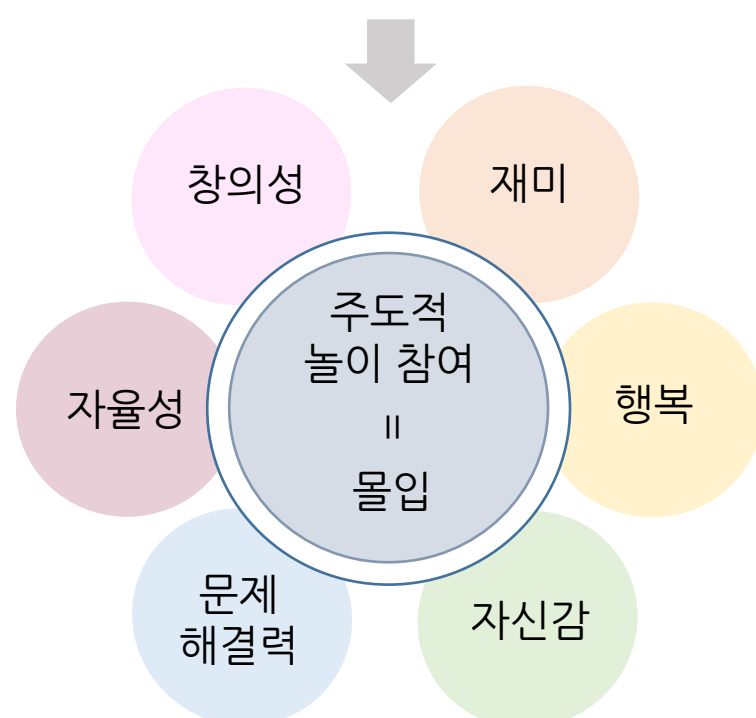 창의성
재미
주도적
놀이 참여
=
몰입
자율성
행복
문제
해결력
자신감